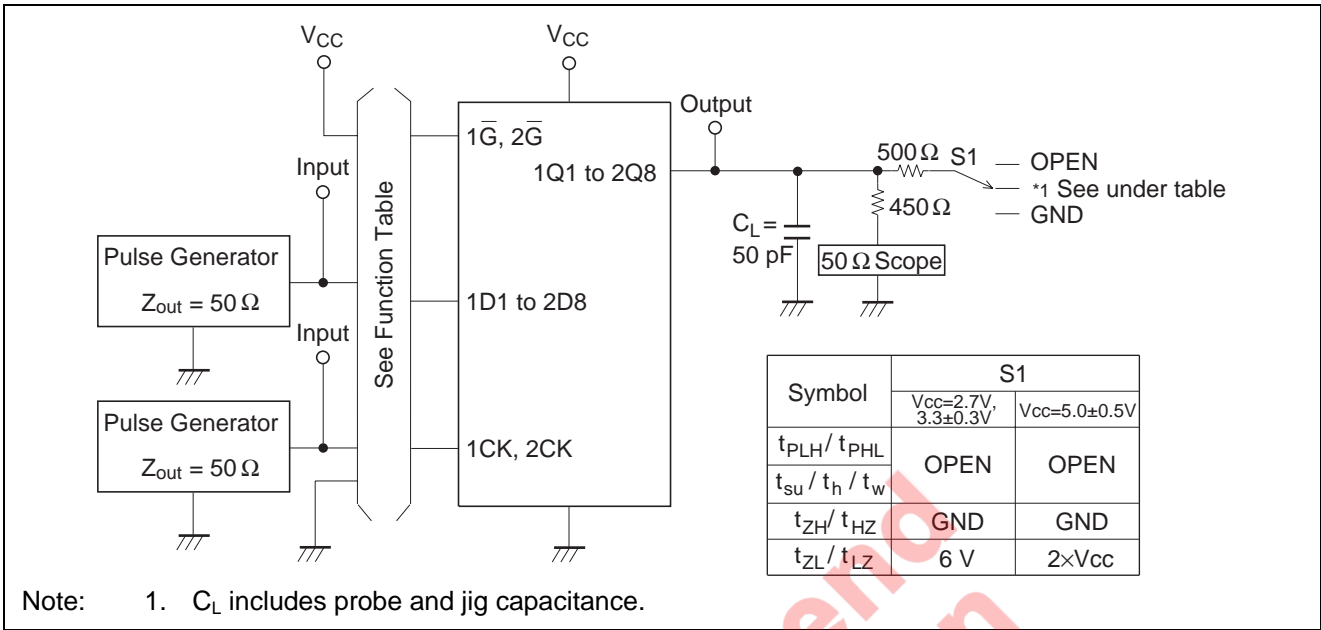 VCC
VCC
Output
1G̅, 2G̅
1Q1 to 2Q8
500 Ω S1
OPEN
*1 See under table
GND
Input
450 Ω
CL =
50 pF
50 Ω Scope
Pulse Generator
Zout = 50 Ω
See Function Table
1D1 to 2D8
Input
Pulse Generator
Zout = 50 Ω
1CK, 2CK
Symbol S1
Vcc=2.7V, 3.3±0.3V Vcc=5.0±0.5V
tPLH / tPHL OPEN OPEN
tsu / th / tw
tZH / tHZ GND GND
tZL / tLZ 6 V 2×Vcc
Note: 1. CL includes probe and jig capacitance.